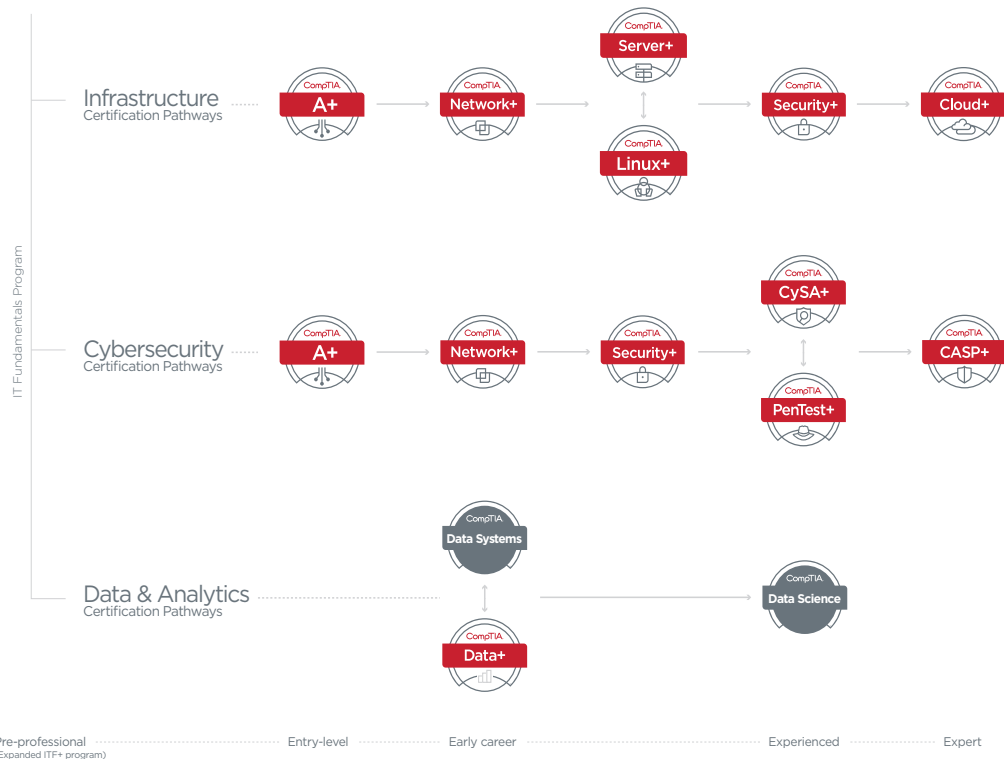 IT Fundamentals Program
Infrastructure
Certification Pathways
CompTIA
A+
CompTIA
Network+
CompTIA
Server+
CompTIA
Linux+
CompTIA
Security+
CompTIA
Cloud+
Cybersecurity
Certification Pathways
CompTIA
A+
CompTIA
Network+
CompTIA
Security+
CompTIA
CySA+
CompTIA
PenTest+
CompTIA
CASP+
Data & Analytics
Certification Pathways
CompTIA
Data Systems
CompTIA
Data+
CompTIA
Data Science
Pre-professional
Expanded ITF+ program)
Entry-level
Early career
Experienced
Expert